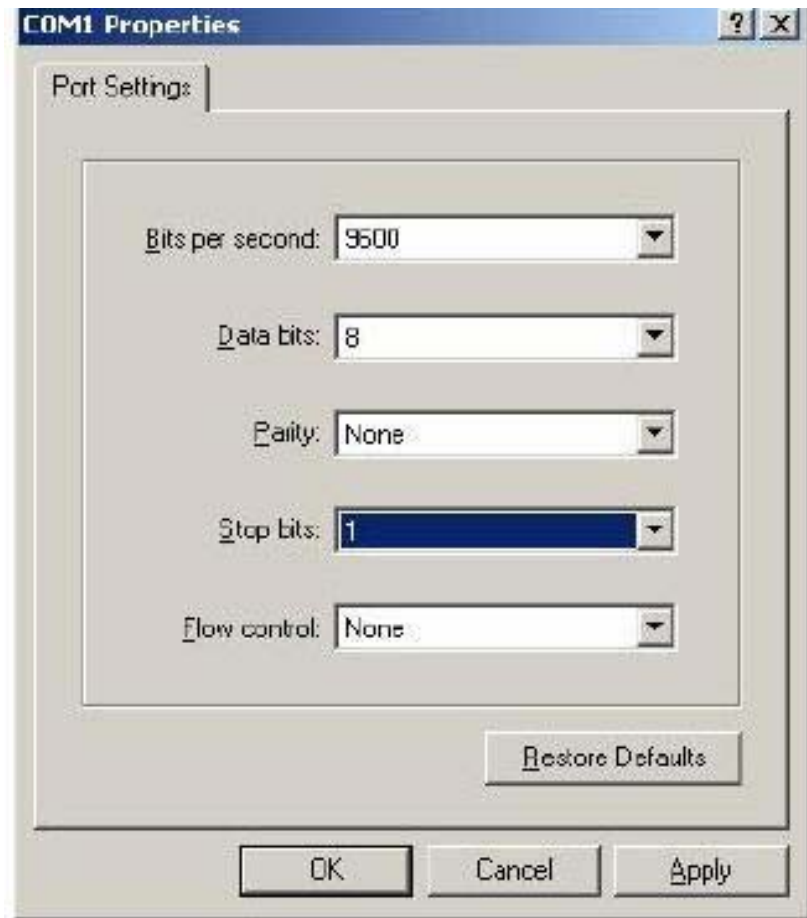 COM1 Properties
Port Settings
Bits per second: 9600
Data bits: 8
Parity: None
Stop bits: 1
Flow control: None
Restore Defaults
OK Cancel Apply